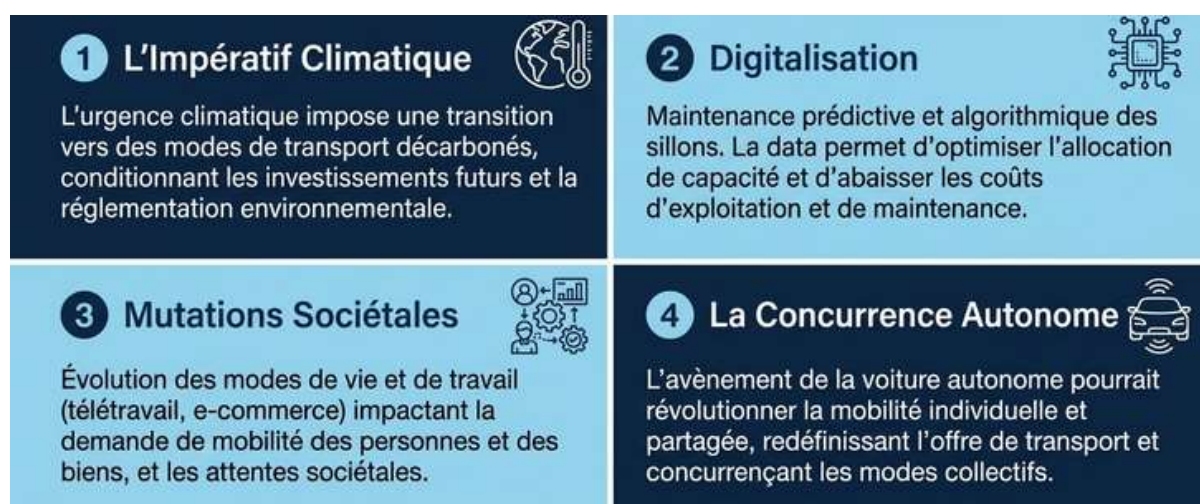 1 L'Impératif Climatique
L'urgence climatique impose une transition
vers des modes de transport décarbonés,
conditionnant les investissements futurs et la
réglementation environnementale.
2 Digitalisation
Maintenance prédictive et algorithmique des
sillons. La data permet d'optimiser l'allocation
de capacité et d'abaisser les coûts
d'exploitation et de maintenance.
3 Mutations Sociétales
Évolution des modes de vie et de travail
(télétravail, e-commerce) impactant la
demande de mobilité des personnes et des
biens, et les attentes sociétales.
4 La Concurrence Autonome
L'avènement de la voiture autonome pourrait
révolutionner la mobilité individuelle et
partagée, redéfinissant l'offre de transport et
concurrençant les modes collectifs.